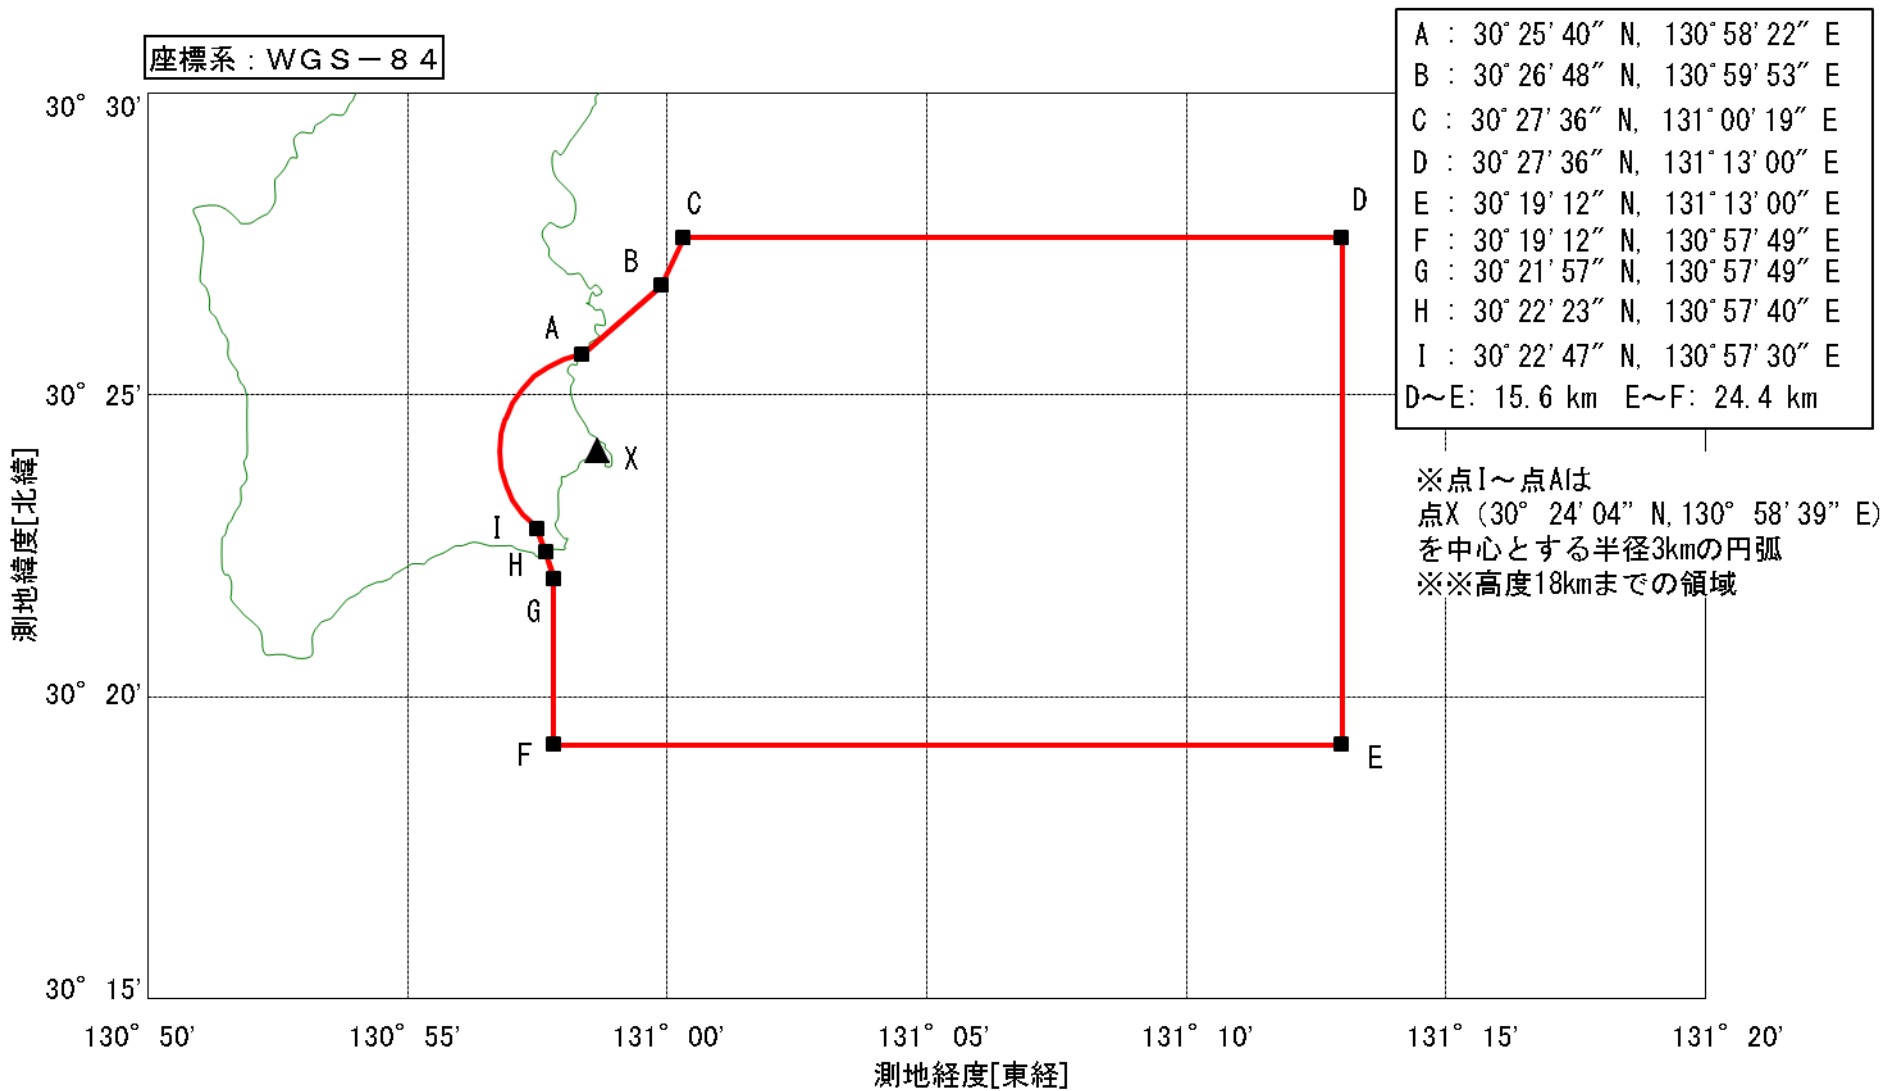 座標系：ＷＧＳ－８４
A : 30°25'40" N, 130°58'22" E
B : 30°26'48" N, 130°59'53" E
C : 30°27'36" N, 131°00'19" E
D : 30°27'36" N, 131°13'00" E
E : 30°19'12" N, 131°13'00" E
F : 30°19'12" N, 130°57'49" E
G : 30°21'57" N, 130°57'49" E
H : 30°22'23" N, 130°57'40" E
I : 30°22'47" N, 130°57'30" E
D～E: 15.6 km E～F: 24.4 km
※点I～点Aは
点X（30° 24'04" N,130° 58'39" E）
を中心とする半径3kmの円弧
※※高度18kmまでの領域
30° 30'
30° 25'
30° 20'
30° 15'
測地緯度[北緯]
C
D
B
A
X
I
H
G
F
E
130° 50'
130° 55'
131° 00'
131° 05'
131° 10'
131° 15'
131° 20'
測地経度[東経]